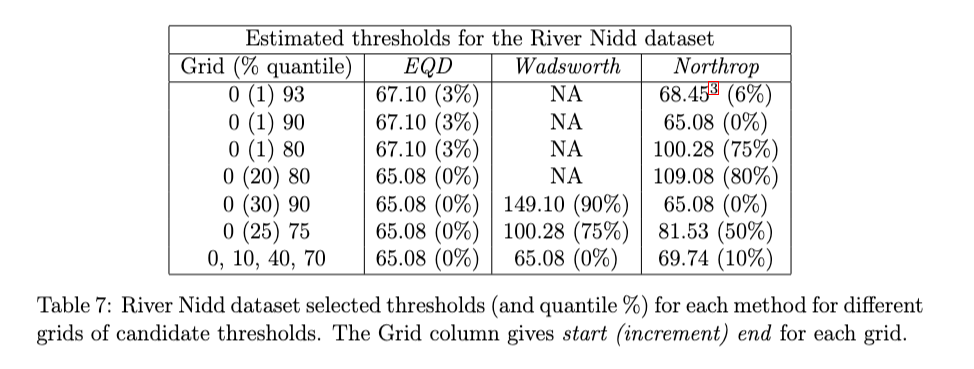 Estimated thresholds for the River Nidd dataset
Grid (% quantile) EQD Wadsworth Northrop
0 (1) 93 67.10 (3%) NA 68.45³ (6%)
0 (1) 90 67.10 (3%) NA 65.08 (0%)
0 (1) 80 67.10 (3%) NA 100.28 (75%)
0 (20) 80 65.08 (0%) NA 109.08 (80%)
0 (30) 90 65.08 (0%) 149.10 (90%) 65.08 (0%)
0 (25) 75 65.08 (0%) 100.28 (75%) 81.53 (50%)
0, 10, 40, 70 65.08 (0%) 65.08 (0%) 69.74 (10%)
Table 7: River Nidd dataset selected thresholds (and quantile %) for each method for different
grids of candidate thresholds. The Grid column gives start (increment) end for each grid.